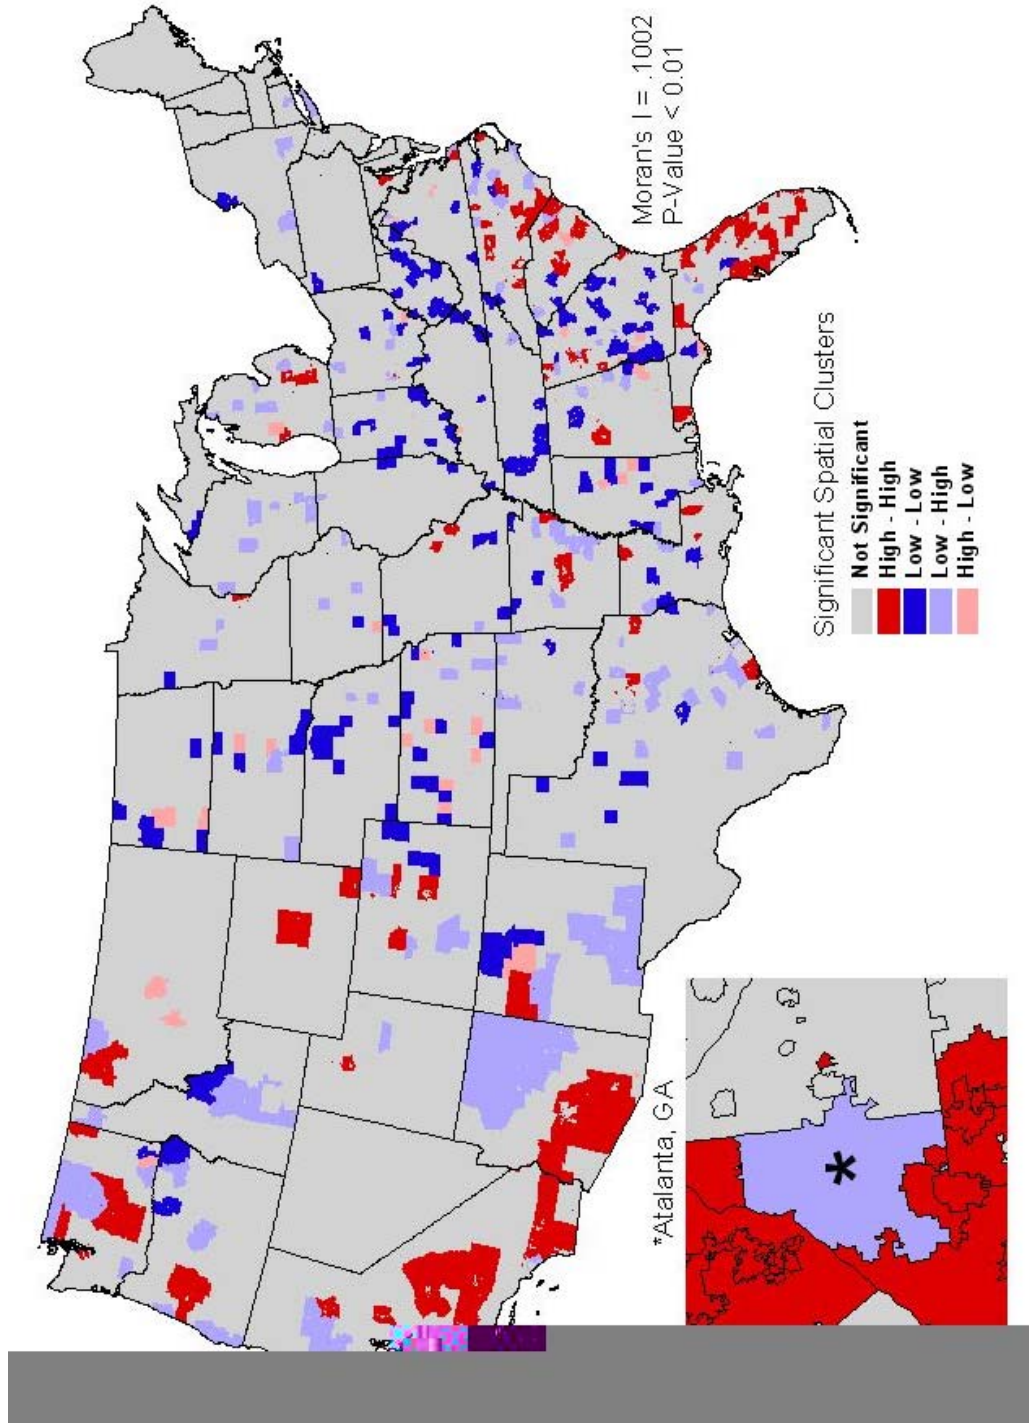 Moran's I = .1002
P-Value < 0.01
Significant Spatial Clusters
Not Significant
High - High
Low - Low
Low - High
High - Low
*Atalanta, GA
*